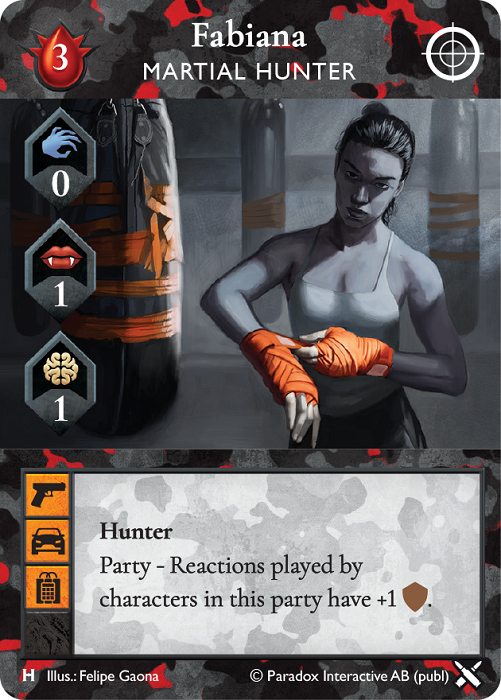 Fabiana
3
MARTIAL HUNTER
0
1
1
Hunter
Party - Reactions played by
characters in this party have +1 .
H Illus.: Felipe Gaona © Paradox Interactive AB (publ)